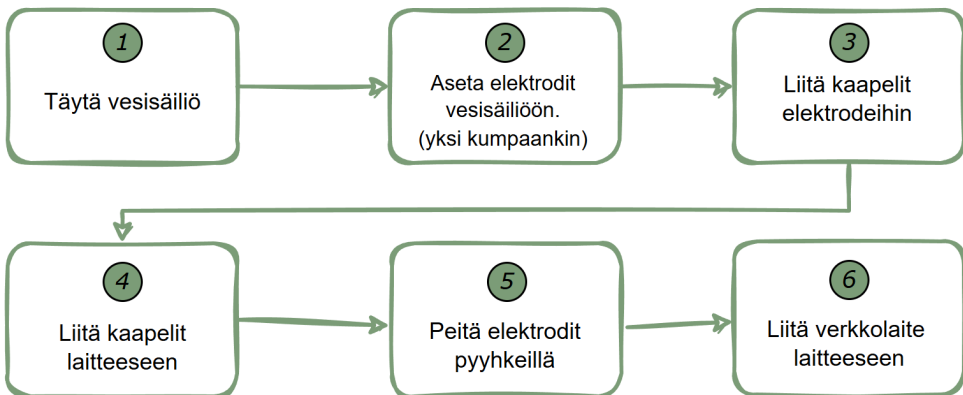 1
Täytä vesisäiliö
2
Aseta elektrodit
vesisäiliöön.
(yksi kumpaankin)
3
Liitä kaapelit
elektrodeihin
4
Liitä kaapelit
laitteeseen
5
Peitä elektrodit
pyyhkeillä
6
Liitä verkkolaite
laitteeseen